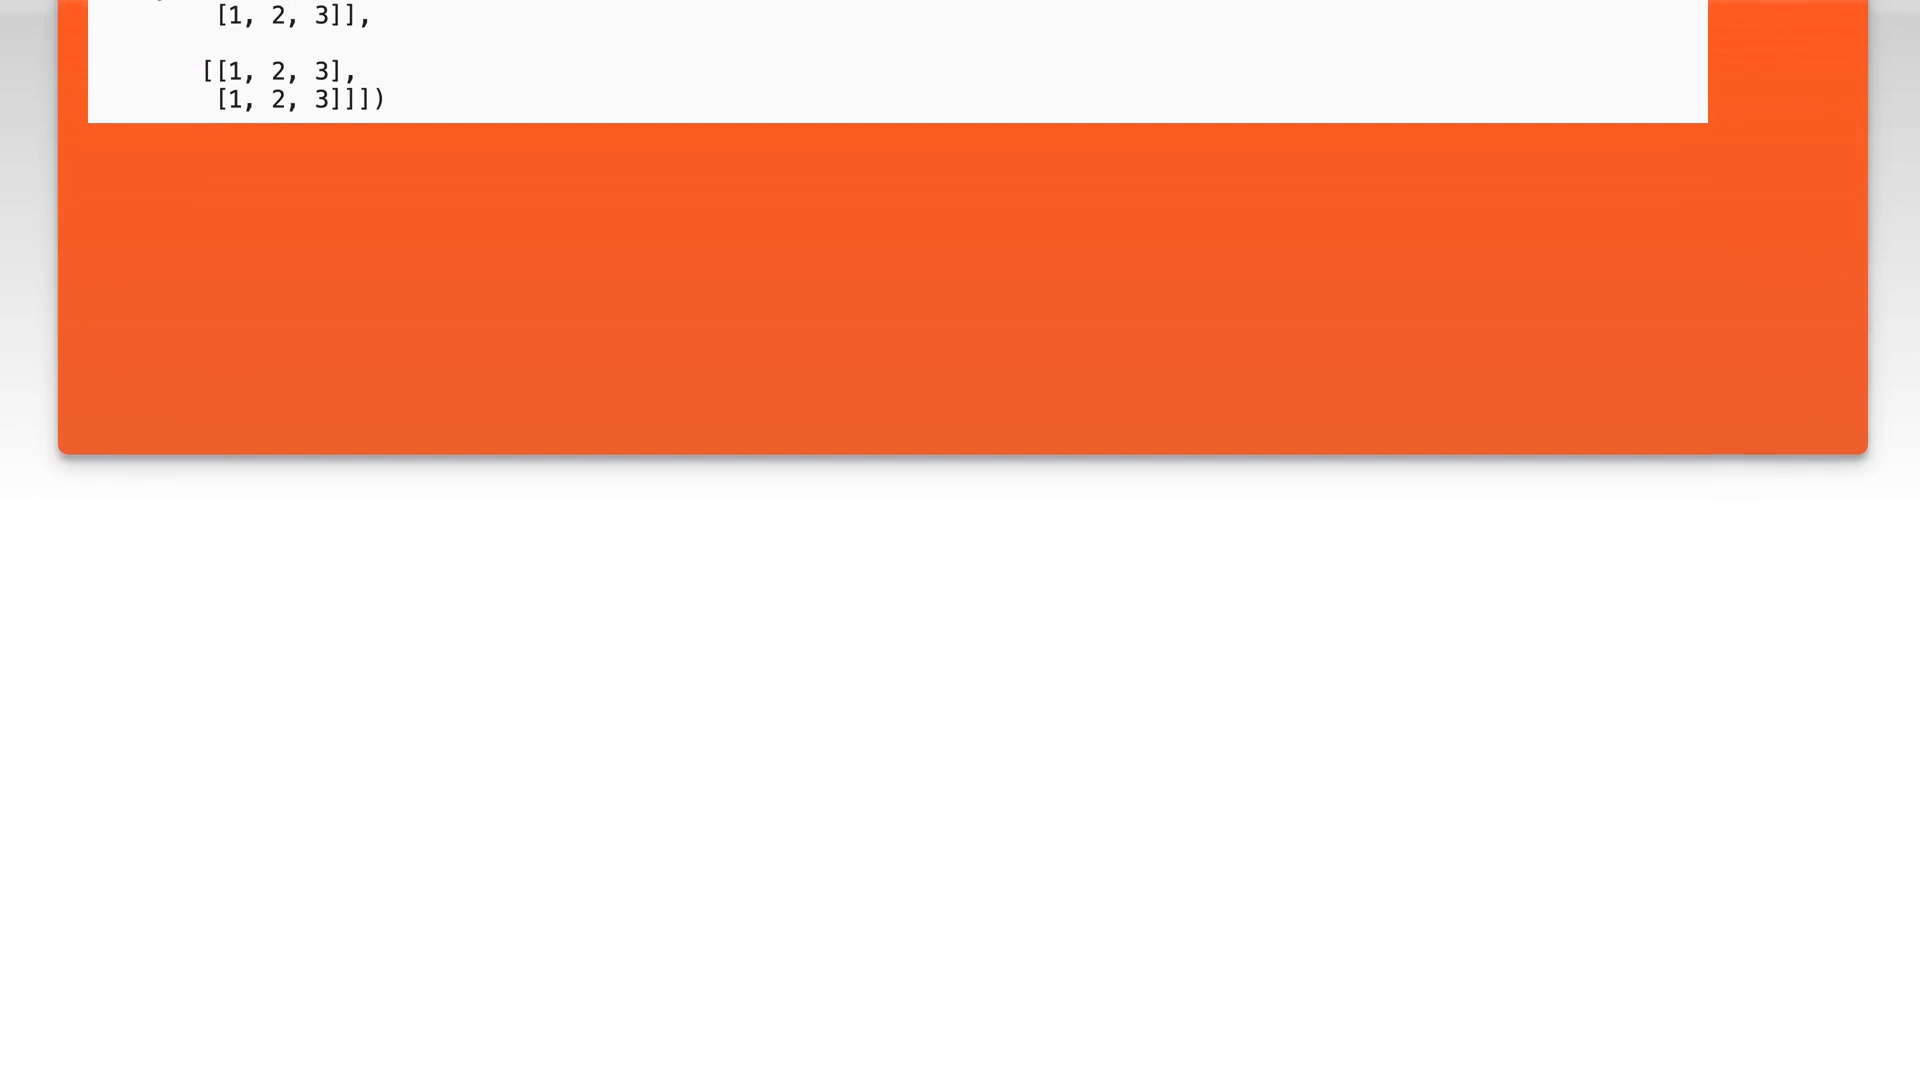 [1, 2, 3]],
[[1, 2, 3],
[1, 2, 3]]])